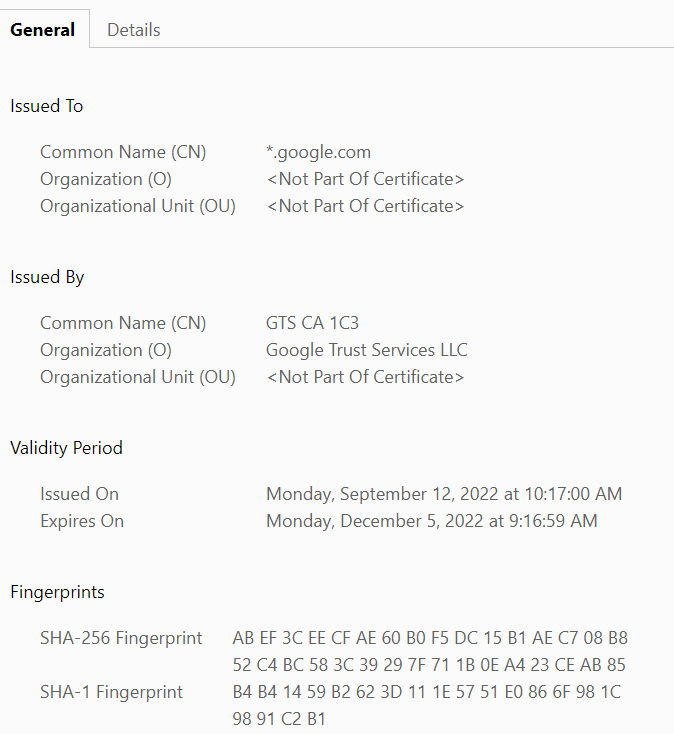 General Details
Issued To
Common Name (CN) *.google.com
Organization (O) <Not Part Of Certificate>
Organizational Unit (OU) <Not Part Of Certificate>
Issued By
Common Name (CN) GTS CA 1C3
Organization (O) Google Trust Services LLC
Organizational Unit (OU) <Not Part Of Certificate>
Validity Period
Issued On Monday, September 12, 2022 at 10:17:00 AM
Expires On Monday, December 5, 2022 at 9:16:59 AM
Fingerprints
SHA-256 Fingerprint AB EF 3C EE CF AE 60 B0 F5 DC 15 B1 AE C7 08 B8
52 C4 BC 58 3C 39 29 7F 71 1B 0E A4 23 CE AB 85
SHA-1 Fingerprint B4 B4 14 59 B2 62 3D 11 1E 57 51 E0 86 6F 98 1C
98 91 C2 B1